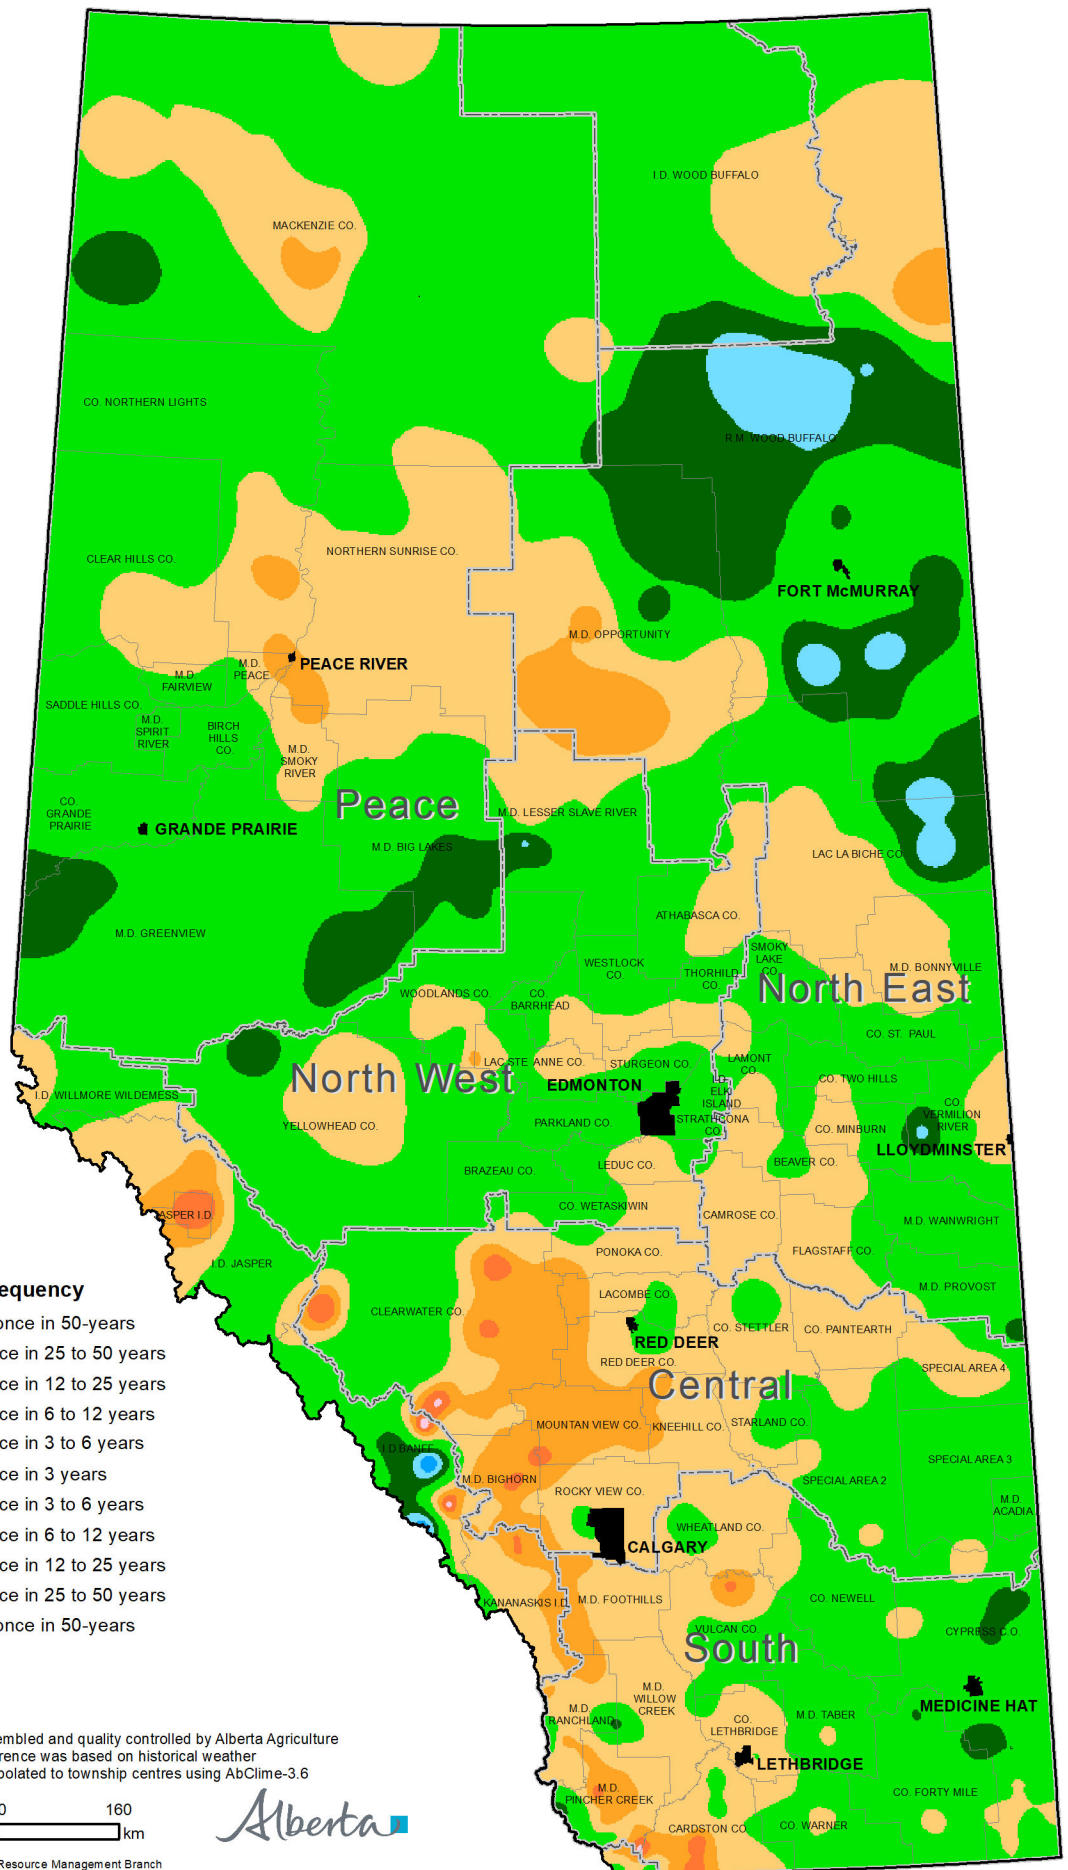 I.D. WOOD BUFFALO
MACKENZIE CO.
CO. NORTHERN LIGHTS
R.M. WOOD BUFFALO
CLEAR HILLS CO.
NORTHERN SUNRISE CO.
FORT McMURRAY
M.D. OPPORTUNITY
PEACE RIVER
M.D.
PEACE
M.D.
FAIRVIEW
SADDLE HILLS CO.
M.D.
SPIRIT
RIVER
BIRCH
HILLS
CO.
M.D.
SMOKY
RIVER
Peace
CO.
GRANDE
PRAIRIE
GRANDE PRAIRIE
M.D. LESSER SLAVE RIVER
M.D. BIG LAKES
LAC LA BICHE CO.
ATHABASCA CO.
M.D. GREENVIEW
SMOKY
LAKE
CO.
WESTLOCK
CO.
THORHILD
CO.
M.D. BONNYVILLE
North East
WOODLANDS CO.
CO.
BARRHEAD
CO. ST. PAUL
LAC STE. ANNE CO.
STURGEON CO.
LAMONT
CO.
North West
EDMONTON
I.D.
ELK
ISLAND
CO. TWO HILLS
I.D. WILLMORE WILDERNESS
CO.
VERMILION
RIVER
YELLOWHEAD CO.
PARKLAND CO.
STRATHCONA
CO.
CO. MINBURN
LLOYDMINSTER
BRAZEAU CO.
LEDUC CO.
BEAVER CO.
CO. WETASKIWIN
JASPER I.D.
CAMROSE CO.
M.D. WAINWRIGHT
PONOKA CO.
FLAGSTAFF CO.
I.D. JASPER
M.D. PROVOST
equency
once in 50-years
ce in 25 to 50 years
ce in 12 to 25 years
ce in 6 to 12 years
ce in 3 to 6 years
ce in 3 years
ce in 3 to 6 years
ce in 6 to 12 years
ce in 12 to 25 years
ce in 25 to 50 years
once in 50-years
CLEARWATER CO.
LACOMBE CO.
RED DEER
CO. STETTLER
CO. PAINTEARTH
RED DEER CO.
SPECIAL AREA 4
Central
MOUNTAN VIEW CO.
KNEEHILL CO.
STARLAND CO.
I.D BANFF
SPECIAL AREA 3
M.D. BIGHORN
SPECIAL AREA 2
ROCKY VIEW CO.
M.D.
ACADIA
WHEATLAND CO.
CALGARY
KANANASKIS I.D.
M.D. FOOTHILLS
CO. NEWELL
VULCAN CO.
CYPRESS C.O.
South
M.D.
WILLOW
CREEK
M.D.
RANCHLAND
CO.
LETHBRIDGE
M.D. TABER
MEDICINE HAT
LETHBRIDGE
M.D.
PINCHER CREEK
CO. FORTY MILE
CARDSTON CO.
CO. WARNER
embled and quality controlled by Alberta Agriculture
rence was based on historical weather
polated to township centres using AbClime-3.6
0 160
km
Alberta
Resource Management Branch